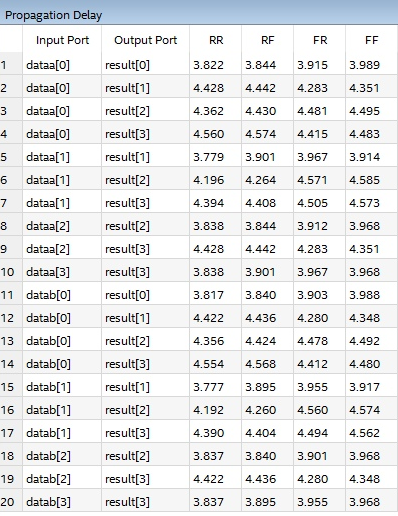 Propagation Delay
Input Port Output Port RR RF FR FF
1 dataa[0] result[0] 3.822 3.844 3.915 3.989
2 dataa[0] result[1] 4.428 4.442 4.283 4.351
3 dataa[0] result[2] 4.362 4.430 4.481 4.495
4 dataa[0] result[3] 4.560 4.574 4.415 4.483
5 dataa[1] result[1] 3.779 3.901 3.967 3.914
6 dataa[1] result[2] 4.196 4.264 4.571 4.585
7 dataa[1] result[3] 4.394 4.408 4.505 4.573
8 dataa[2] result[2] 3.838 3.844 3.912 3.968
9 dataa[2] result[3] 4.428 4.442 4.283 4.351
10 dataa[3] result[3] 3.838 3.901 3.967 3.968
11 datab[0] result[0] 3.817 3.840 3.903 3.988
12 datab[0] result[1] 4.422 4.436 4.280 4.348
13 datab[0] result[2] 4.356 4.424 4.478 4.492
14 datab[0] result[3] 4.554 4.568 4.412 4.480
15 datab[1] result[1] 3.777 3.895 3.955 3.917
16 datab[1] result[2] 4.192 4.260 4.560 4.574
17 datab[1] result[3] 4.390 4.404 4.494 4.562
18 datab[2] result[2] 3.837 3.840 3.901 3.968
19 datab[2] result[3] 4.422 4.436 4.280 4.348
20 datab[3] result[3] 3.837 3.895 3.955 3.968